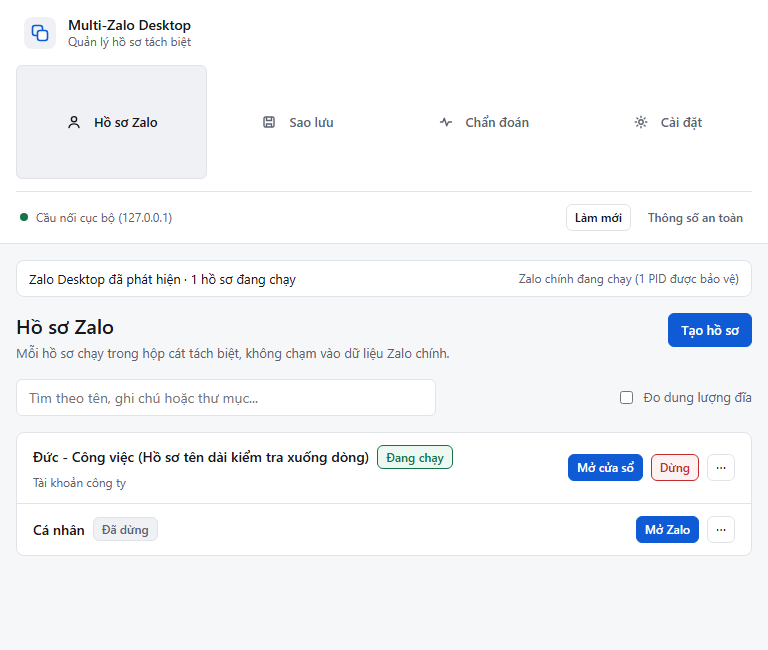 Multi-Zalo Desktop
Quản lý hồ sơ tách biệt
Hồ sơ Zalo
Sao lưu
Chẩn đoán
Cài đặt
Cầu nối cục bộ (127.0.0.1)
Làm mới
Thông số an toàn
Zalo Desktop đã phát hiện · 1 hồ sơ đang chạy
Zalo chính đang chạy (1 PID được bảo vệ)
Hồ sơ Zalo
Tạo hồ sơ
Mỗi hồ sơ chạy trong hộp cát tách biệt, không chạm vào dữ liệu Zalo chính.
Tìm theo tên, ghi chú hoặc thư mục...
Đo dung lượng đĩa
Đức - Công việc (Hồ sơ tên dài kiểm tra xuống dòng)
Đang chạy
Tài khoản công ty
Mở cửa sổ
Dừng
...
Cá nhân
Đã dừng
Mở Zalo
...